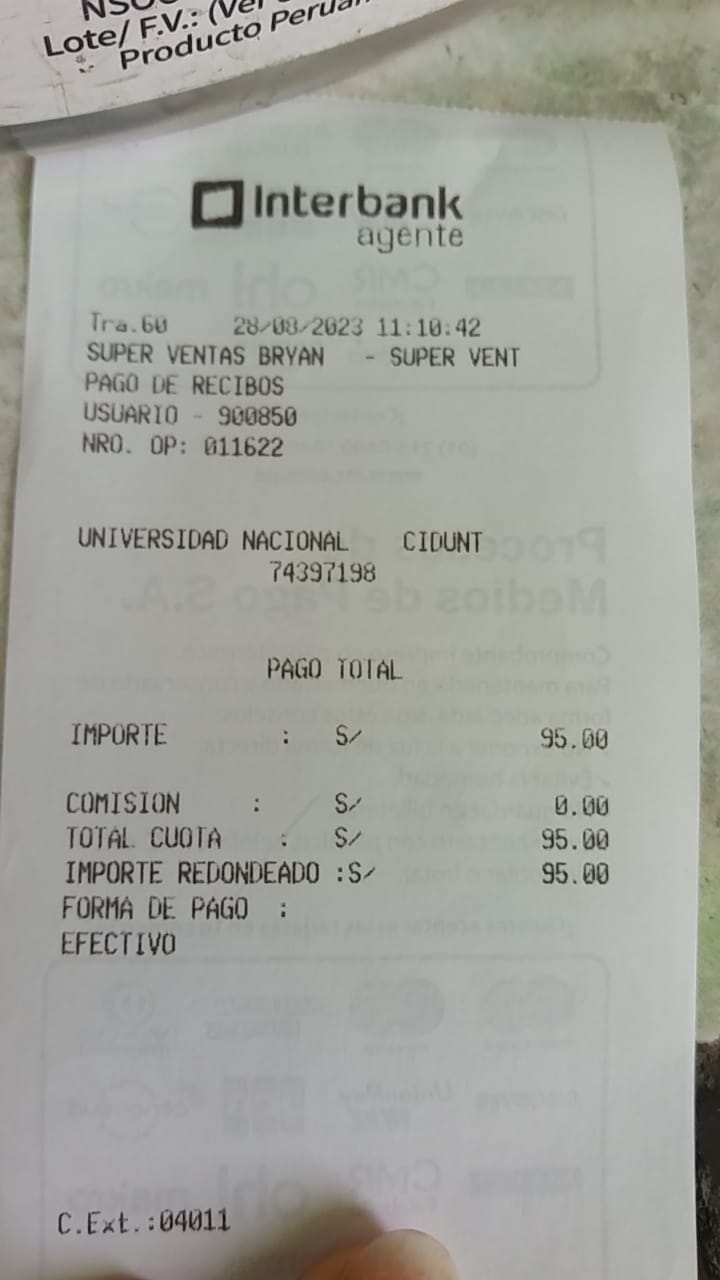 Lote/ F.V.: (Ver
Producto Peruan
Interbank
agente
Tra.60 28/08/2023 11:10:42
SUPER VENTAS BRYAN - SUPER VENT
PAGO DE RECIBOS
USUARIO - 900850
NRO. OP: 011622
UNIVERSIDAD NACIONAL CIDUNT
74397198
PAGO TOTAL
IMPORTE : S/ 95.00
COMISION : S/ 0.00
TOTAL CUOTA : S/ 95.00
IMPORTE REDONDEADO :S/ 95.00
FORMA DE PAGO :
EFECTIVO
C.Ext.:04011